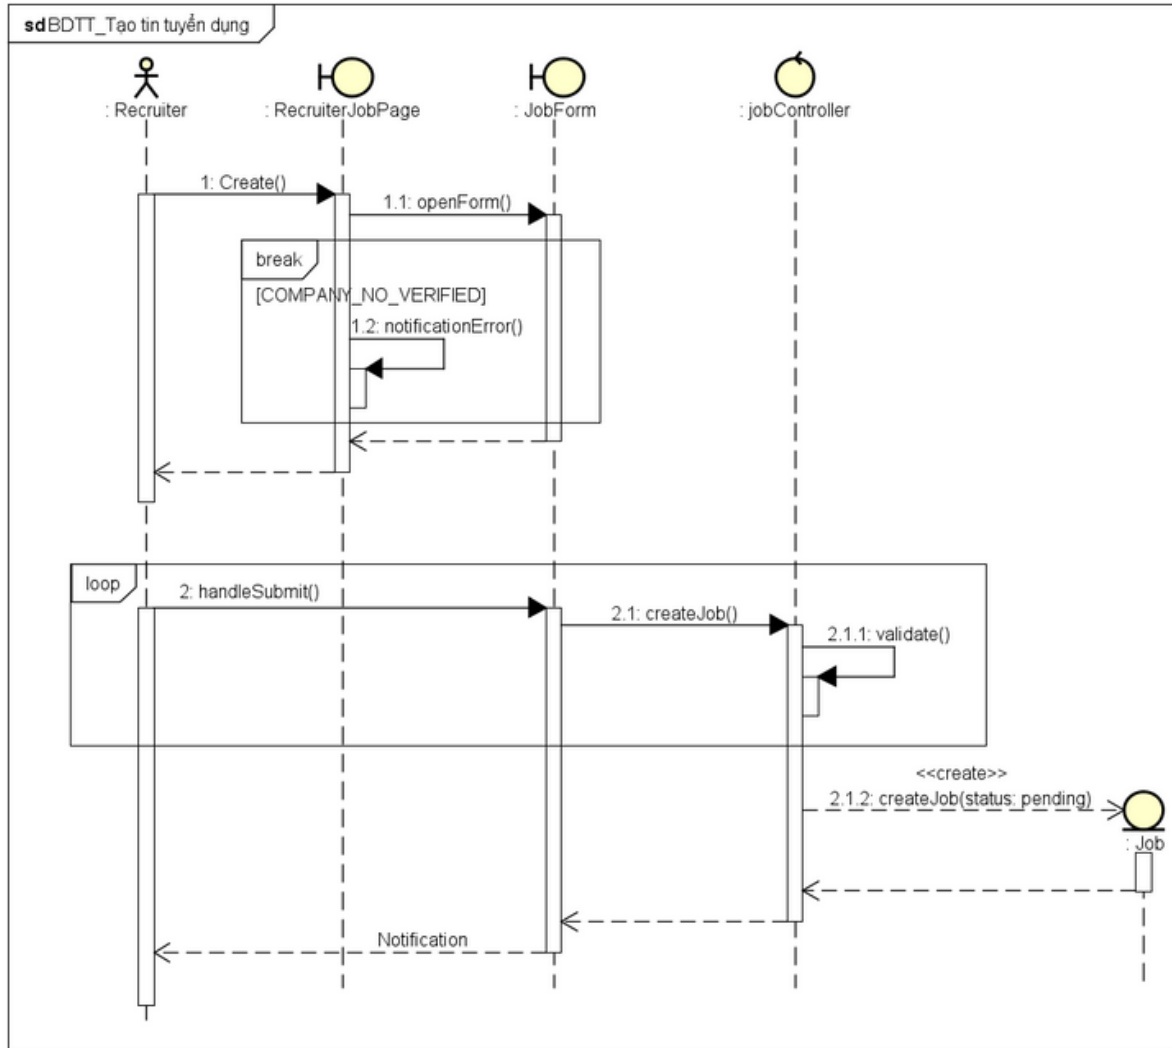 sd BDTT_Tạo tin tuyển dụng
: Recruiter
: RecruiterJobPage
: JobForm
: jobController
1: Create()
1.1: openForm()
break
[COMPANY_NO_VERIFIED]
1.2: notificationError()
loop
2: handleSubmit()
2.1: createJob()
2.1.1: validate()
<<create>>
2.1.2: createJob(status: pending)
: Job
Notification